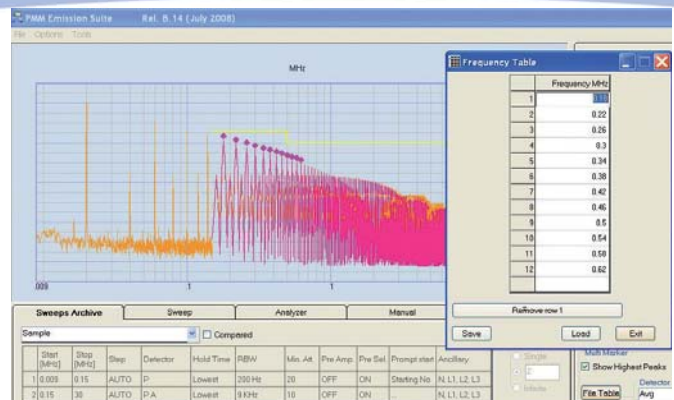 PMM Emission Suite Rel. B.14 (July 2008)
File Options Tools
MHz
.009 .1 1
Frequency Table
Frequency MHz
1
2 0.22
3 0.26
4 0.3
5 0.34
6 0.38
7 0.42
8 0.46
9 0.5
10 0.54
11 0.58
12 0.62
Remove row 1
Save Load Exit
Sweeps Archive Sweep Analyzer Manual
Sample Compared
Start [MHz] Stop [MHz] Step Detector Hold Time RBW Min. Att. Pre Amp. Pre Sel. Prompt start Ancillary
1 0.009 0.15 AUTO P Lowest 200 Hz 20 OFF ON Starting No N, L1, L2, L3
2 0.15 30 AUTO P A Lowest 9 KHz 10 OFF ON ... N, L1, L2, L3
Single
2
Infinite
Multi Marker
Show Highest Peaks
Detector
File Table Avg